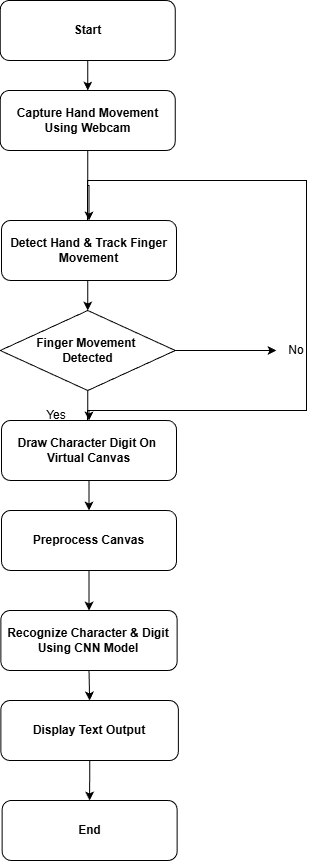 Start
Capture Hand Movement
Using Webcam
Detect Hand & Track Finger
Movement
Finger Movement
Detected
No
Yes
Draw Character Digit On
Virtual Canvas
Preprocess Canvas
Recognize Character & Digit
Using CNN Model
Display Text Output
End